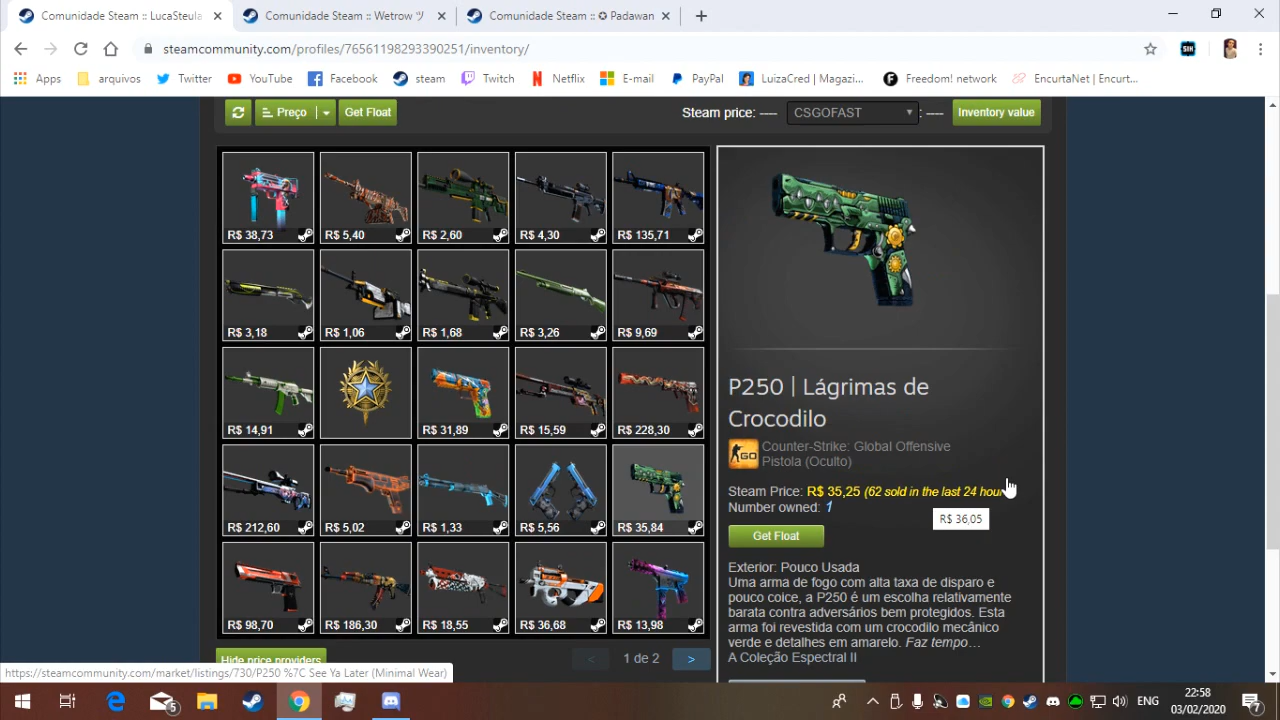 Comunidade Steam :: LucaSteula
Comunidade Steam :: Wetrow ツ
Comunidade Steam :: ✪ Padawan
steamcommunity.com/profiles/76561198293390251/inventory/
SIH
Apps
arquivos
Twitter
YouTube
Facebook
steam
Twitch
Netflix
E-mail
PayP
LuizaCred | Magazi...
Freedom! network
EncurtaNet | Encurt...
Preço
Get Float
Steam price: ----
CSGOFAST
: ----
Inventory value
R$ 38,73
R$ 5,40
R$ 2,60
R$ 4,30
R$ 135,71
R$ 3,18
R$ 1,06
R$ 1,68
R$ 3,26
R$ 9,69
R$ 14,91
R$ 31,89
R$ 15,59
R$ 228,30
R$ 212,60
R$ 5,02
R$ 1,33
R$ 5,56
R$ 35,84
R$ 98,70
R$ 186,30
R$ 18,55
R$ 36,68
R$ 13,98
Hide price providers
<
1 de 2
>
P250 | Lágrimas de
Crocodilo
GO
Counter-Strike: Global Offensive
Pistola (Oculto)
Steam Price: R$ 35,25 (62 sold in the last 24 hou
Number owned: 1
R$ 36,05
Get Float
Exterior: Pouco Usada
Uma arma de fogo com alta taxa de disparo e
pouco coice, a P250 é um escolha relativamente
barata contra adversários bem protegidos. Esta
arma foi revestida com um crocodilo mecânico
verde e detalhes em amarelo. Faz tempo…
A Coleção Espectral II
https://steamcommunity.com/market/listings/730/P250 %7C See Ya Later (Minimal Wear)
5
ENG
22:58
03/02/2020
7